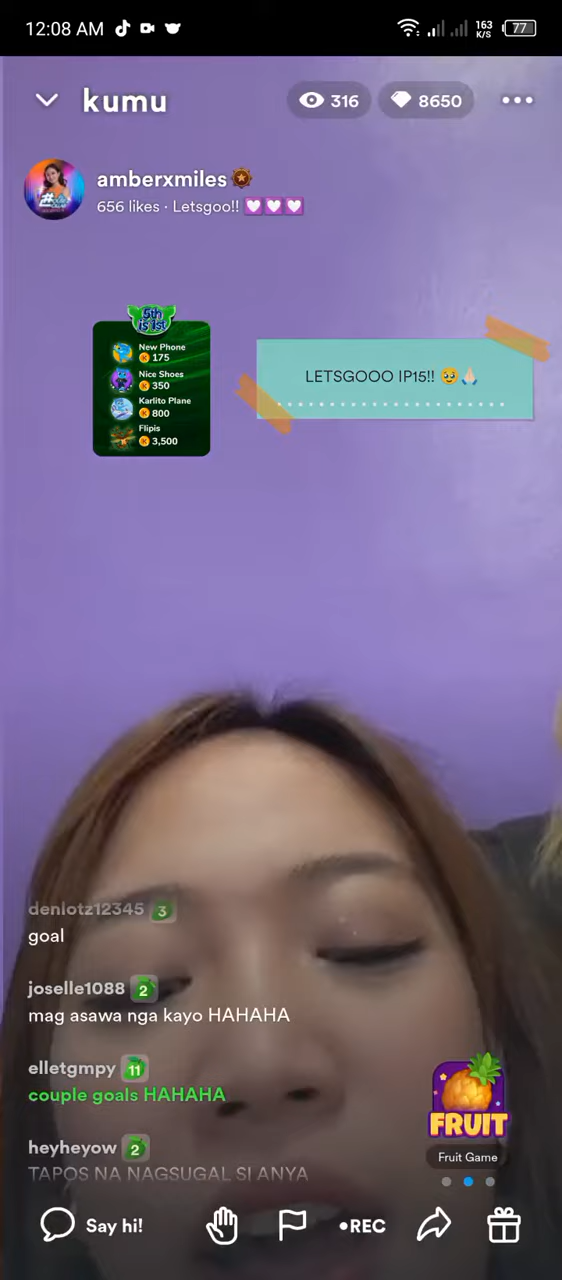 12:08 AM
163
K/S
77
kumu
316
8650
amberxmiles
656 likes · Letsgoo!! 💟💟💟
5th
is 1st
New Phone
K 175
Nice Shoes
K 350
Karlito Plane
K 800
Flipis
K 3,500
LETSGOOO IP15!! 🥹🙏🏻
denlotz12345 3
goal
joselle1088 2
mag asawa nga kayo HAHAHA
elletgmpy 11
couple goals HAHAHA
heyheyow 2
TAPOS NA NAGSUGAL SI ANYA
FRUIT
Fruit Game
Say hi!
•REC